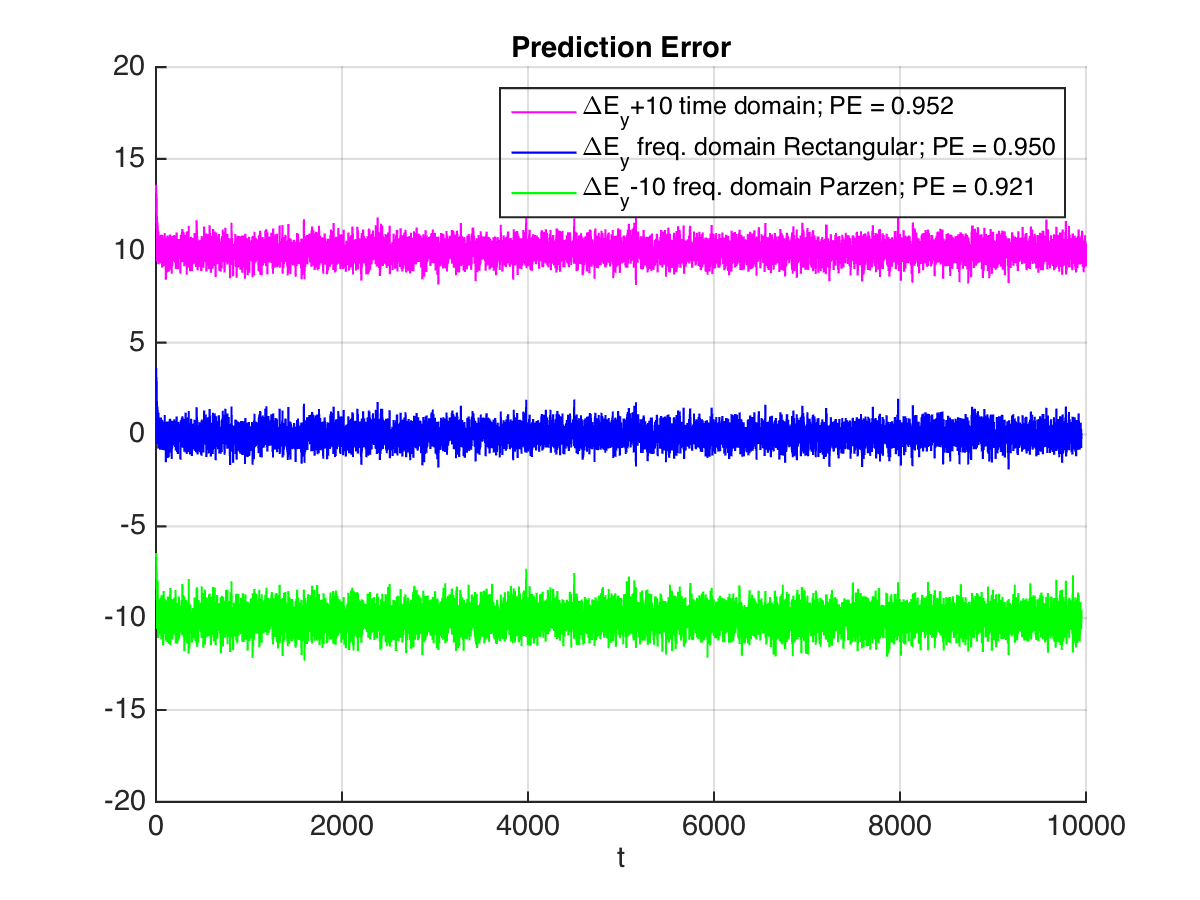 Prediction Error
20
15
10
5
0
-5
-10
-15
-20
ΔEy+10 time domain; PE = 0.952
ΔEy freq. domain Rectangular; PE = 0.950
ΔEy-10 freq. domain Parzen; PE = 0.921
0 2000 4000 6000 8000 10000
t